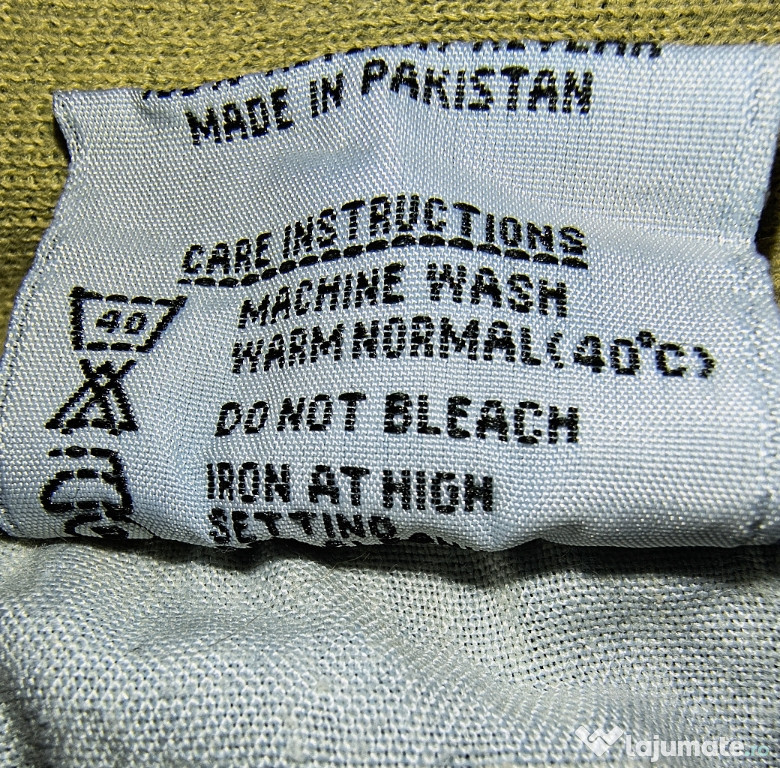 MADE IN PAKISTAN
CARE INSTRUCTIONS
40
MACHINE WASH
WARM NORMAL (40°C)
DO NOT BLEACH
IRON AT HIGH
SETTING
lajumate.ro